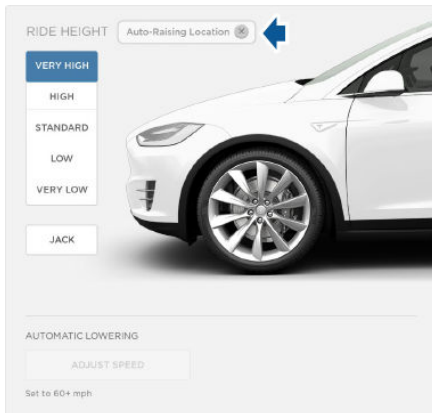 RIDE HEIGHT
Auto-Raising Location
VERY HIGH
HIGH
STANDARD
LOW
VERY LOW
JACK
AUTOMATIC LOWERING
ADJUST SPEED
Set to 60+ mph